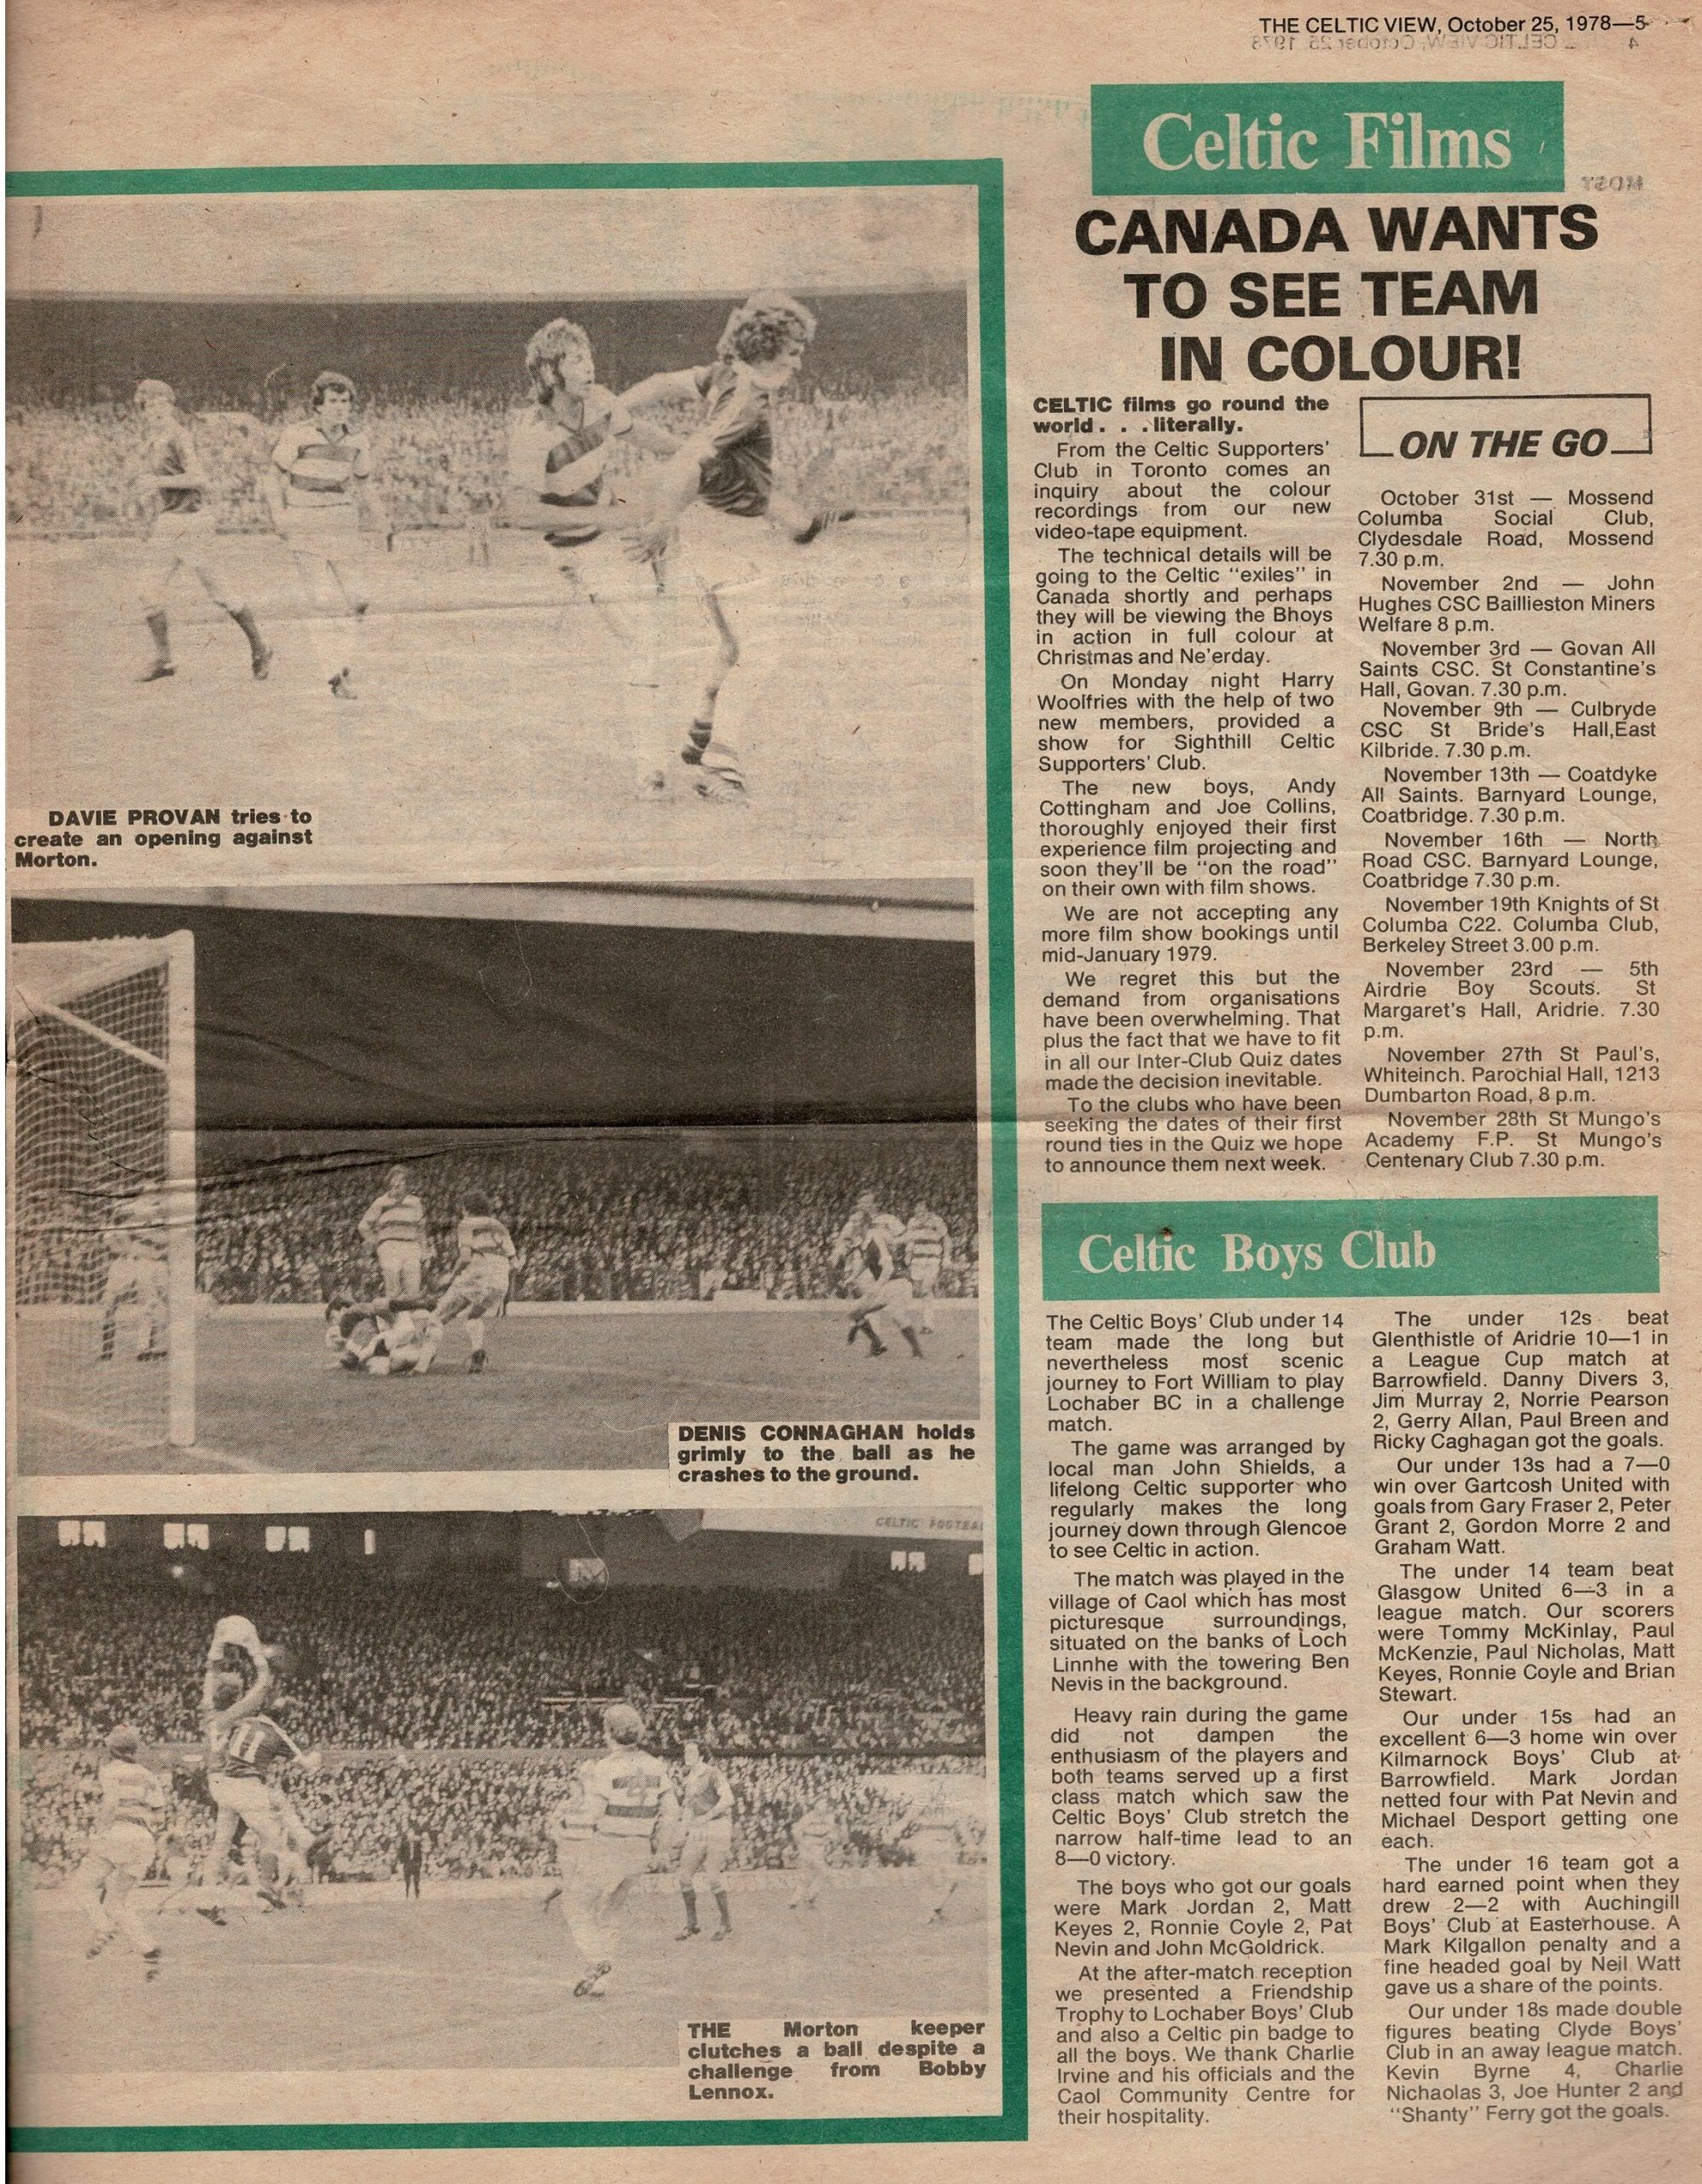 THE CELTIC VIEW, October 25, 1978—5
DAVIE PROVAN tries to
create an opening against
Morton.
DENIS CONNAGHAN holds
grimly to the ball as he
crashes to the ground.
CELTIC FOOTBA
11
THE Morton keeper
clutches a ball despite a
challenge from Bobby
Lennox.
Celtic Films
CANADA WANTS
TO SEE TEAM
IN COLOUR!
CELTIC films go round the
world . . . literally.
From the Celtic Supporters'
Club in Toronto comes an
inquiry about the colour
recordings from our new
video-tape equipment.
The technical details will be
going to the Celtic "exiles" in
Canada shortly and perhaps
they will be viewing the Bhoys
in action in full colour at
Christmas and Ne'erday.
On Monday night Harry
Woolfries with the help of two
new members, provided a
show for Sighthill Celtic
Supporters' Club.
The new boys, Andy
Cottingham and Joe Collins,
thoroughly enjoyed their first
experience film projecting and
soon they'll be "on the road"
on their own with film shows.
We are not accepting any
more film show bookings until
mid-January 1979.
We regret this but the
demand from organisations
have been overwhelming. That
plus the fact that we have to fit
in all our Inter-Club Quiz dates
made the decision inevitable.
To the clubs who have been
seeking the dates of their first
round ties in the Quiz we hope
to announce them next week.
ON THE GO
October 31st — Mossend
Columba Social Club,
Clydesdale Road, Mossend
7.30 p.m.
November 2nd — John
Hughes CSC Baillieston Miners
Welfare 8 p.m.
November 3rd — Govan All
Saints CSC. St Constantine's
Hall, Govan. 7.30 p.m.
November 9th — Culbryde
CSC St Bride's Hall,East
Kilbride. 7.30 p.m.
November 13th — Coatdyke
All Saints. Barnyard Lounge,
Coatbridge. 7.30 p.m.
November 16th — North
Road CSC. Barnyard Lounge,
Coatbridge 7.30 p.m.
November 19th Knights of St
Columba C22. Columba Club,
Berkeley Street 3.00 p.m.
November 23rd — 5th
Airdrie Boy Scouts. St
Margaret's Hall, Aridrie. 7.30
p.m.
November 27th St Paul's,
Whiteinch. Parochial Hall, 1213
Dumbarton Road, 8 p.m.
November 28th St Mungo's
Academy F.P. St Mungo's
Centenary Club 7.30 p.m.
Celtic Boys Club
The Celtic Boys' Club under 14
team made the long but
nevertheless most scenic
journey to Fort William to play
Lochaber BC in a challenge
match.
The game was arranged by
local man John Shields, a
lifelong Celtic supporter who
regularly makes the long
journey down through Glencoe
to see Celtic in action.
The match was played in the
village of Caol which has most
picturesque surroundings,
situated on the banks of Loch
Linnhe with the towering Ben
Nevis in the background.
Heavy rain during the game
did not dampen the
enthusiasm of the players and
both teams served up a first
class match which saw the
Celtic Boys' Club stretch the
narrow half-time lead to an
8—0 victory.
The boys who got our goals
were Mark Jordan 2, Matt
Keyes 2, Ronnie Coyle 2, Pat
Nevin and John McGoldrick.
At the after-match reception
we presented a Friendship
Trophy to Lochaber Boys' Club
and also a Celtic pin badge to
all the boys. We thank Charlie
Irvine and his officials and the
Caol Community Centre for
their hospitality.
The under 12s beat
Glenthistle of Aridrie 10—1 in
a League Cup match at
Barrowfield. Danny Divers 3,
Jim Murray 2, Norrie Pearson
2, Gerry Allan, Paul Breen and
Ricky Caghagan got the goals.
Our under 13s had a 7—0
win over Gartcosh United with
goals from Gary Fraser 2, Peter
Grant 2, Gordon Morre 2 and
Graham Watt.
The under 14 team beat
Glasgow United 6—3 in a
league match. Our scorers
were Tommy McKinlay, Paul
McKenzie, Paul Nicholas, Matt
Keyes, Ronnie Coyle and Brian
Stewart.
Our under 15s had an
excellent 6—3 home win over
Kilmarnock Boys' Club at
Barrowfield. Mark Jordan
netted four with Pat Nevin and
Michael Desport getting one
each.
The under 16 team got a
hard earned point when they
drew 2—2 with Auchingill
Boys' Club at Easterhouse. A
Mark Kilgallon penalty and a
fine headed goal by Neil Watt
gave us a share of the points.
Our under 18s made double
figures beating Clyde Boys'
Club in an away league match.
Kevin Byrne 4, Charlie
Nichaolas 3, Joe Hunter 2 and
"Shanty" Ferry got the goals.